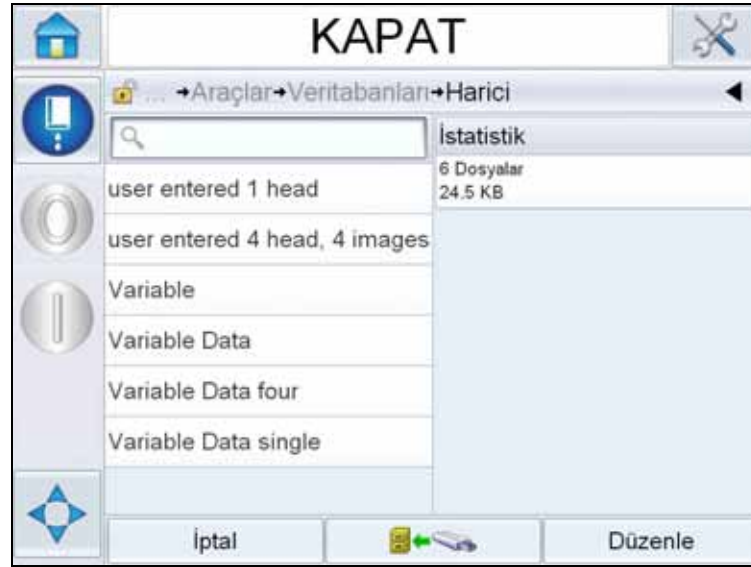 KAPAT
... →Araçlar→Veritabanları→Harici
İstatistik
6 Dosyalar
24.5 KB
user entered 1 head
user entered 4 head, 4 images
Variable
Variable Data
Variable Data four
Variable Data single
İptal
Düzenle